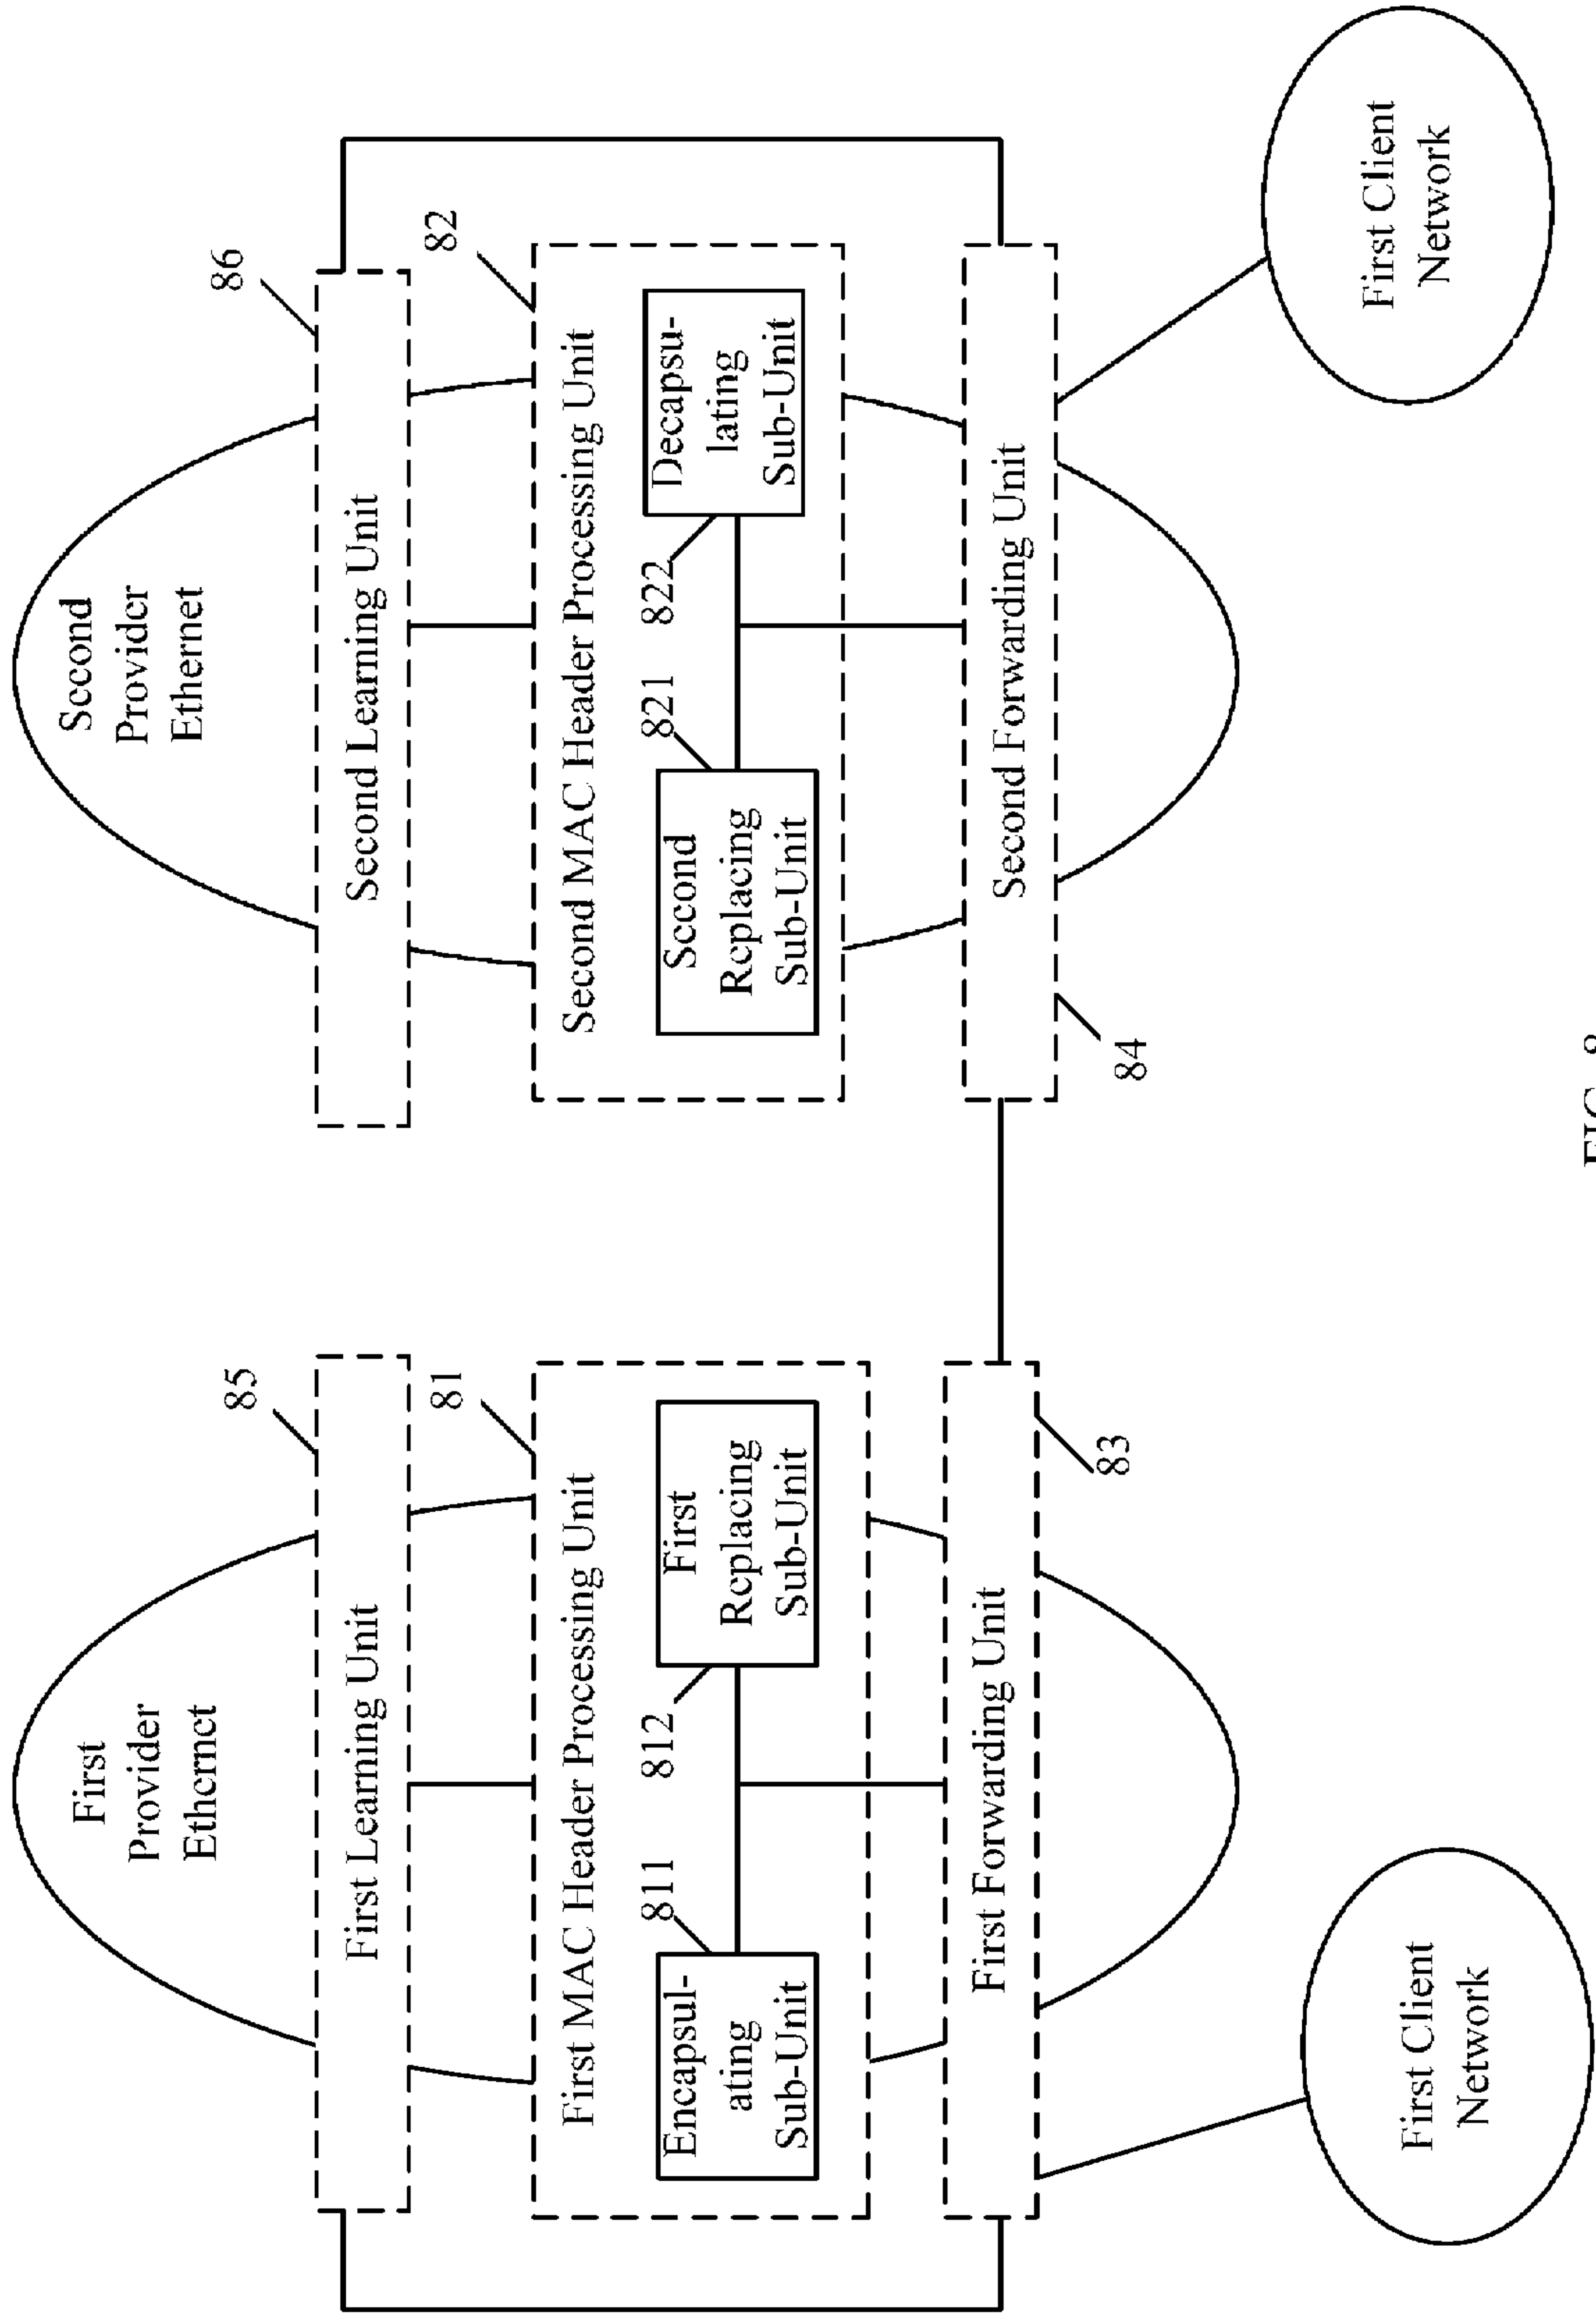 First
Provider
Ethernet
85
First Learning Unit
81
First MAC Header Processing Unit
811
812
Encapsul-
ating
Sub-Unit
First
Replacing
Sub-Unit
First Forwarding Unit
83
First Client
Network
Second
Provider
Ethernet
86
Second Learning Unit
82
Second MAC Header Processing Unit
821
822
Second
Replacing
Sub-Unit
Decapsu-
lating
Sub-Unit
Second Forwarding Unit
84
First Client
Network
FIG. 8